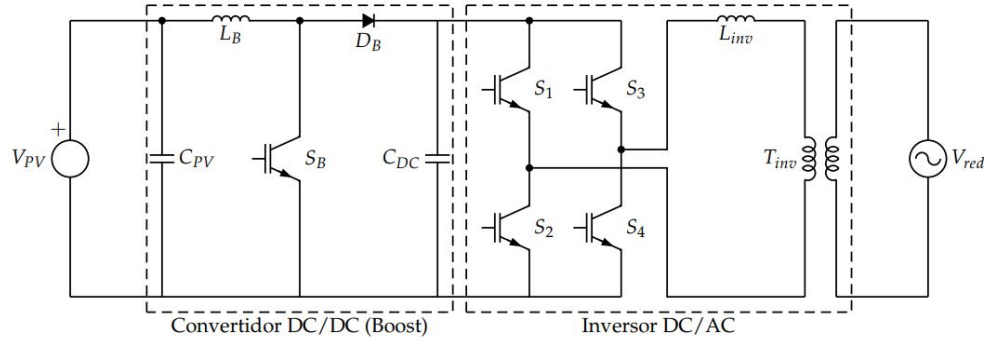 L_B
D_B
L_inv
S_1
S_3
+
V_PV
C_PV
S_B
C_DC
T_inv
V_red
S_2
S_4
Convertidor DC/DC (Boost)
Inversor DC/AC